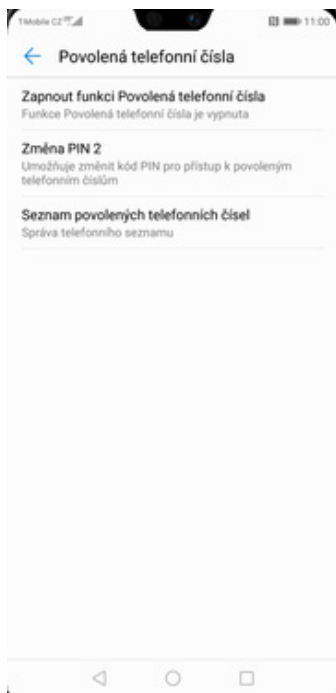 T-Mobile CZ 11:00
Povolená telefonní čísla
Zapnout funkci Povolená telefonní čísla
Funkce Povolená telefonní čísla je vypnuta
Změna PIN 2
Umožňuje změnit kód PIN pro přístup k povoleným
telefonním číslům
Seznam povolených telefonních čísel
Správa telefonního seznamu